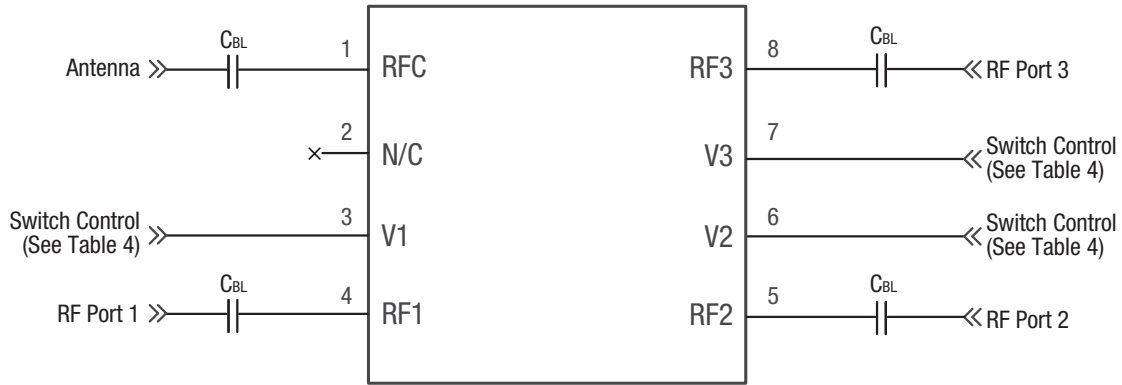 Antenna
CBL
1
RFC
2
N/C
Switch Control
(See Table 4)
3
V1
RF Port 1
CBL
4
RF1
RF3
8
CBL
RF Port 3
V3
7
Switch Control
(See Table 4)
V2
6
Switch Control
(See Table 4)
RF2
5
CBL
RF Port 2